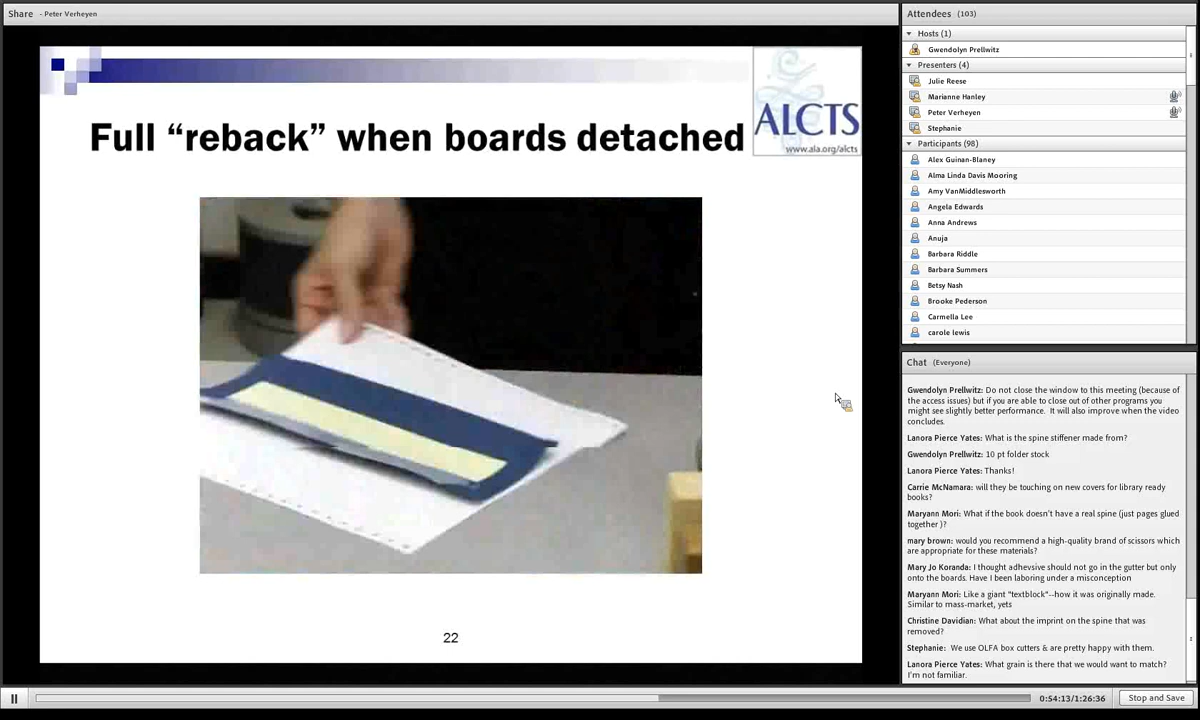 Share - Peter Verheyen
Full “reback” when boards detached
ALCTS
www.ala.org/alcts
22
Attendees (103)
Hosts (1)
Gwendolyn Prellwitz
Presenters (4)
Julie Reese
Marianne Hanley
Peter Verheyen
Stephanie
Participants (98)
Alex Guinan-Blaney
Alma Linda Davis Mooring
Amy VanMiddlesworth
Angela Edwards
Anna Andrews
Anuja
Barbara Riddle
Barbara Summers
Betsy Nash
Brooke Pederson
Carmella Lee
carole lewis
Chat (Everyone)
Gwendolyn Prellwitz: Do not close the window to this meeting (because of
the access issues) but if you are able to close out of other programs you
might see slightly better performance. It will also improve when the video
concludes.
Lanora Pierce Yates: What is the spine stiffener made from?
Gwendolyn Prellwitz: 10 pt folder stock
Lanora Pierce Yates: Thanks!
Carrie McNamara: will they be touching on new covers for library ready
books?
Maryann Mori: What if the book doesn't have a real spine (just pages glued
together )?
mary brown: would you recommend a high-quality brand of scissors which
are appropriate for these materials?
Mary Jo Koranda: I thought adhevsive should not go in the gutter but only
onto the boards. Have I been laboring under a misconception
Maryann Mori: Like a giant "textblock"--how it was originally made.
Similar to mass-market, yets
Christine Davidian: What about the imprint on the spine that was
removed?
Stephanie: We use OLFA box cutters & are pretty happy with them.
Lanora Pierce Yates: What grain is there that we would want to match?
I'm not familiar.
0:54:13/1:26:36
Stop and Save